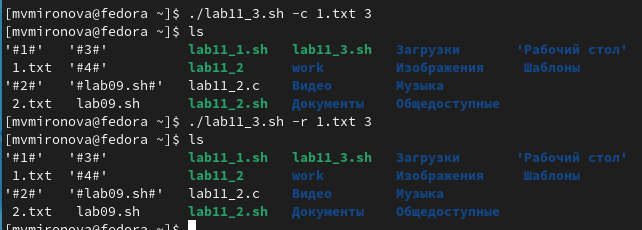 [mvmironova@fedora ~]$ ./lab11_3.sh -c 1.txt 3
[mvmironova@fedora ~]$ ls
'#1#'   '#3#'   lab11_1.sh   lab11_3.sh   Загрузки   'Рабочий стол'
1.txt   '#4#'   lab11_2   work   Изображения   Шаблоны
'#2#'   '#lab09.sh#'   lab11_2.c   Видео   Музыка
2.txt   lab09.sh   lab11_2.sh   Документы   Общедоступные
[mvmironova@fedora ~]$ ./lab11_3.sh -r 1.txt 3
[mvmironova@fedora ~]$ ls
'#1#'   '#3#'   lab11_1.sh   lab11_3.sh   Загрузки   'Рабочий стол'
1.txt   '#4#'   lab11_2   work   Изображения   Шаблоны
'#2#'   '#lab09.sh#'   lab11_2.c   Видео   Музыка
2.txt   lab09.sh   lab11_2.sh   Документы   Общедоступные
[mvmironova@fedora ~]$